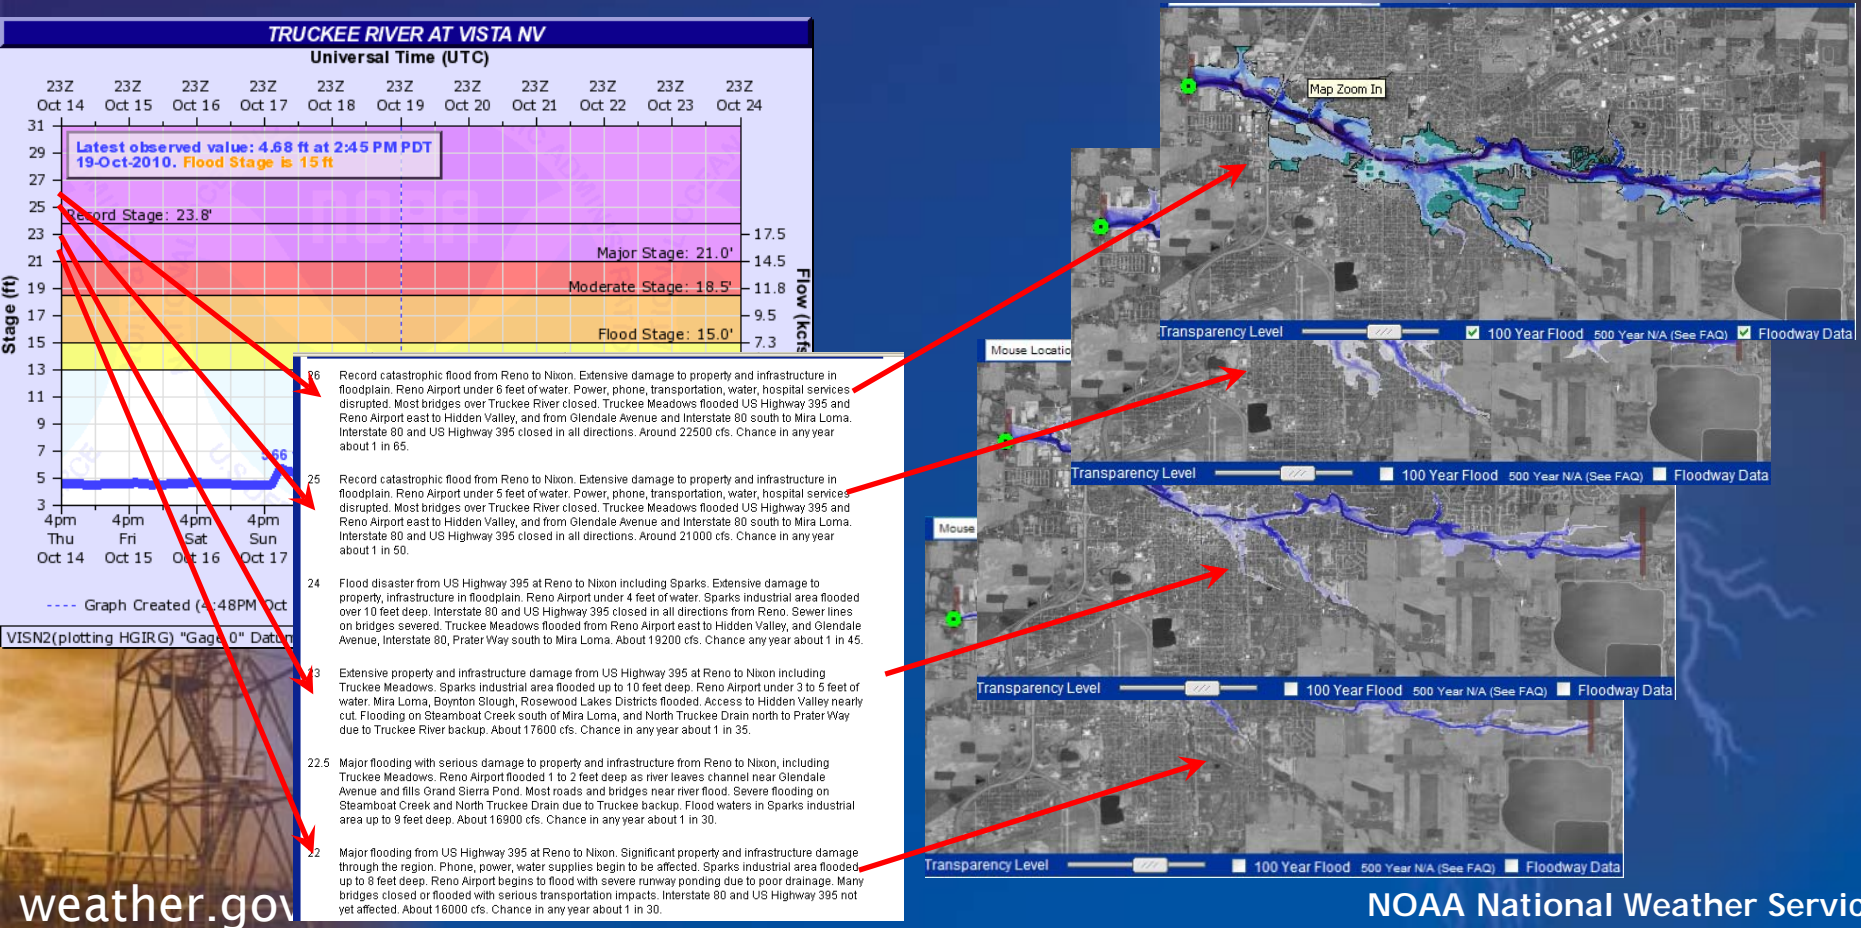 TRUCKEE RIVER AT VISTA NV
Universal Time (UTC)
23Z 23Z 23Z 23Z 23Z 23Z 23Z 23Z 23Z 23Z 23Z
Oct 14 Oct 15 Oct 16 Oct 17 Oct 18 Oct 19 Oct 20 Oct 21 Oct 22 Oct 23 Oct 24
31
Latest observed value: 4.68 ft at 2:45 PM PDT
29
19-Oct-2010. Flood Stage is 15 ft
27
25
Record Stage: 23.8'
NOAA
23 17.5
Major Stage: 21.0'
21 14.5
Moderate Stage: 18.5'
19 11.8
17 9.5
Flood Stage: 15.0'
15 7.3
Stage (ft)
Flow (kcfs
13
11
9
7
5
3
4pm 4pm 4pm 4pm
Thu Fri Sat Sun
Oct 14 Oct 15 Oct 16 Oct 17
---- Graph Created (4:48PM Oct
VISN2(plotting HGIRG) "Gage 0" Datum
26 Record catastrophic flood from Reno to Nixon. Extensive damage to property and infrastructure in
floodplain. Reno Airport under 6 feet of water. Power, phone, transportation, water, hospital services
disrupted. Most bridges over Truckee River closed. Truckee Meadows flooded US Highway 395 and
Reno Airport east to Hidden Valley, and from Glendale Avenue and Interstate 80 south to Mira Loma.
Interstate 80 and US Highway 395 closed in all directions. Around 22500 cfs. Chance in any year
about 1 in 65.
25 Record catastrophic flood from Reno to Nixon. Extensive damage to property and infrastructure in
floodplain. Reno Airport under 5 feet of water. Power, phone, transportation, water, hospital services
disrupted. Most bridges over Truckee River closed. Truckee Meadows flooded US Highway 395 and
Reno Airport east to Hidden Valley, and from Glendale Avenue and Interstate 80 south to Mira Loma.
Interstate 80 and US Highway 395 closed in all directions. Around 21000 cfs. Chance in any year
about 1 in 50.
24 Flood disaster from US Highway 395 at Reno to Nixon including Sparks. Extensive damage to
property, infrastructure in floodplain. Reno Airport under 4 feet of water. Sparks industrial area flooded
over 10 feet deep. Interstate 80 and US Highway 395 closed in all directions from Reno. Sewer lines
on bridges severed. Truckee Meadows flooded from Reno Airport east to Hidden Valley, and Glendale
Avenue, Interstate 80, Prater Way south to Mira Loma. About 19200 cfs. Chance any year about 1 in 45.
23 Extensive property and infrastructure damage from US Highway 395 at Reno to Nixon including
Truckee Meadows. Sparks industrial area flooded up to 10 feet deep. Reno Airport under 3 to 5 feet of
water. Mira Loma, Boynton Slough, Rosewood Lakes Districts flooded. Access to Hidden Valley nearly
cut. Flooding on Steamboat Creek south of Mira Loma, and North Truckee Drain north to Prater Way
due to Truckee River backup. About 17600 cfs. Chance in any year about 1 in 35.
22.5 Major flooding with serious damage to property and infrastructure from Reno to Nixon, including
Truckee Meadows. Reno Airport flooded 1 to 2 feet deep as river leaves channel near Glendale
Avenue and fills Grand Sierra Pond. Most roads and bridges near river flood. Severe flooding on
Steamboat Creek and North Truckee Drain due to Truckee backup. Flood waters in Sparks industrial
area up to 9 feet deep. About 16900 cfs. Chance in any year about 1 in 30.
22 Major flooding from US Highway 395 at Reno to Nixon. Significant property and infrastructure damage
through the region. Phone, power, water supplies begin to be affected. Sparks industrial area flooded
up to 8 feet deep. Reno Airport begins to flood with severe runway ponding due to poor drainage. Many
bridges closed or flooded with serious transportation impacts. Interstate 80 and US Highway 395 not
yet affected. About 16000 cfs. Chance in any year about 1 in 30.
Map Zoom In
Transparency Level 100 Year Flood 500 Year N/A (See FAQ) Floodway Data
Mouse Locatio
Transparency Level 100 Year Flood 500 Year N/A (See FAQ) Floodway Data
Mouse
Transparency Level 100 Year Flood 500 Year N/A (See FAQ) Floodway Data
Transparency Level 100 Year Flood 500 Year N/A (See FAQ) Floodway Data
weather.gov
NOAA National Weather Servic